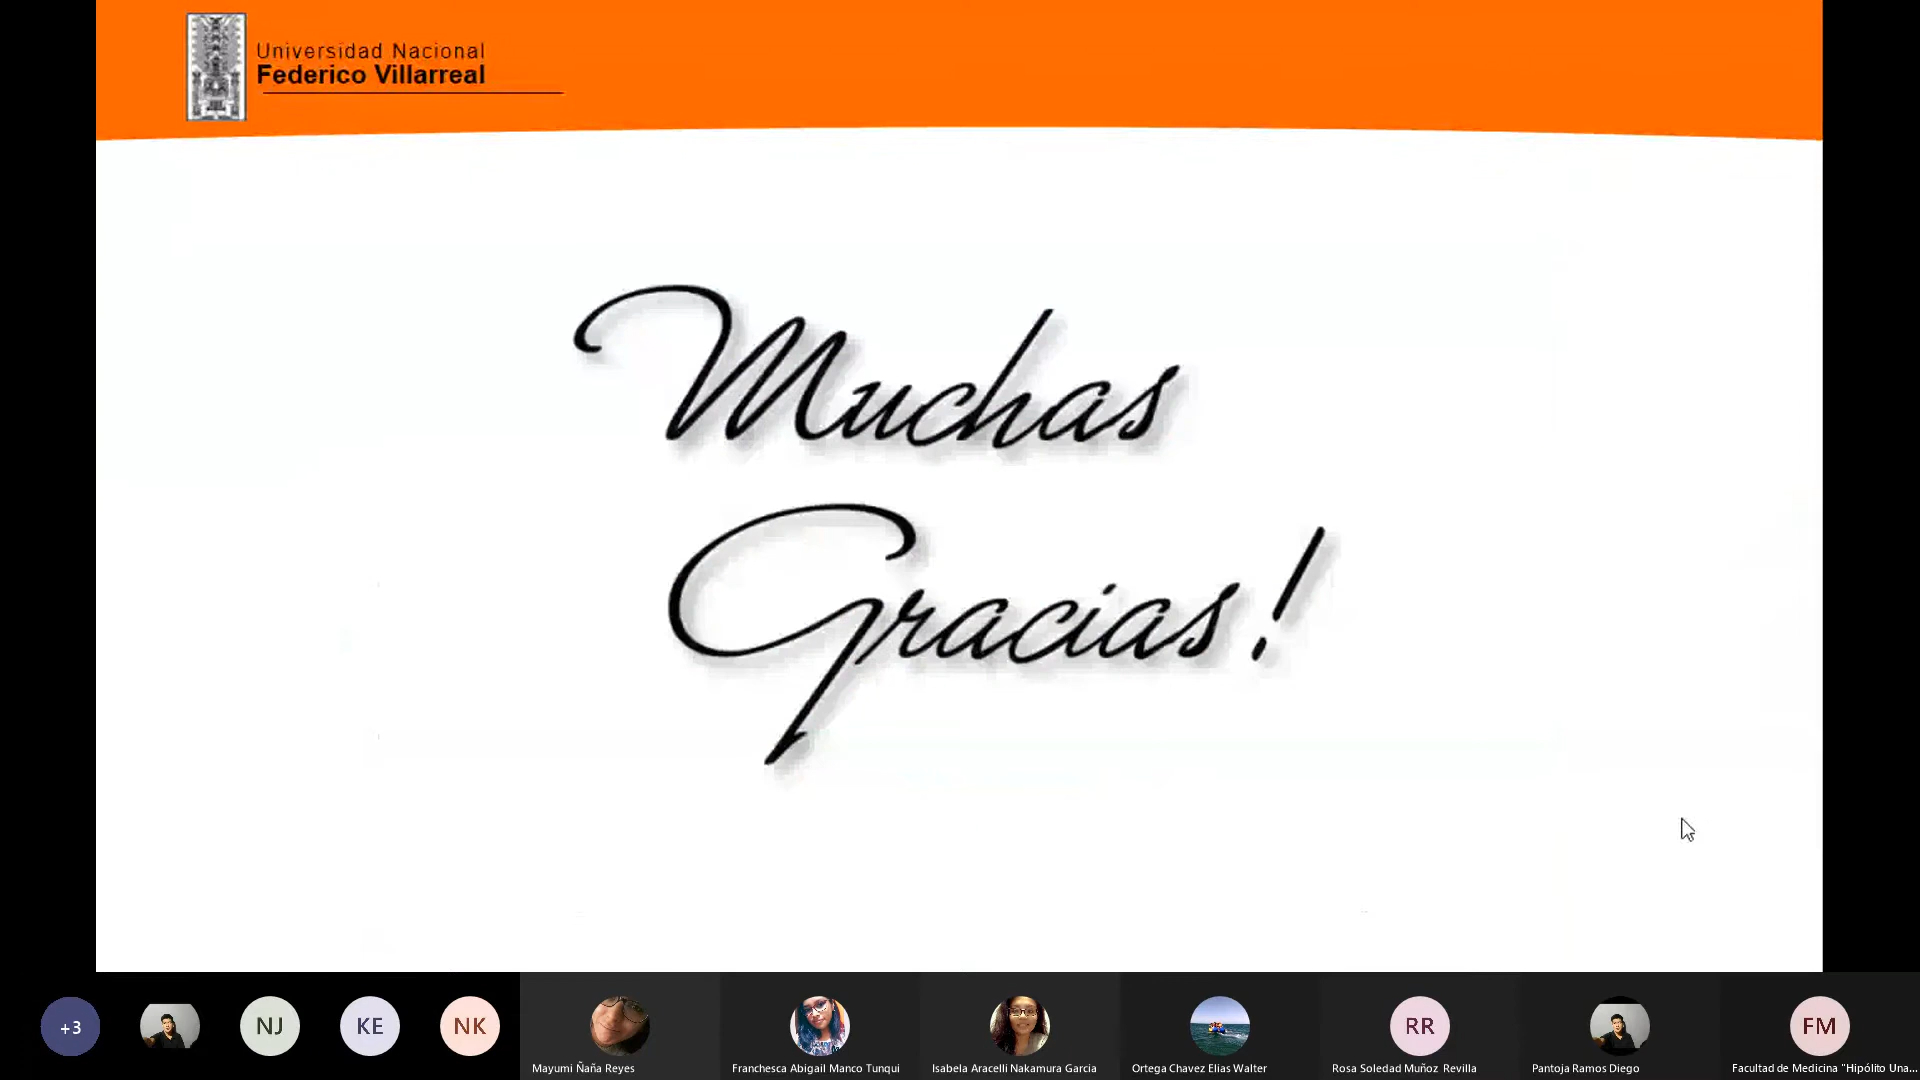 Universidad Nacional
Federico Villarreal
Muchas
Gracias!
+3
NJ
KE
NK
RR
FM
Mayumi Ñaña Reyes
Franchesca Abigail Manco Tunqui
Isabela Aracelli Nakamura Garcia
Ortega Chavez Elias Walter
Rosa Soledad Muñoz Revilla
Pantoja Ramos Diego
Facultad de Medicina "Hipólito Una...